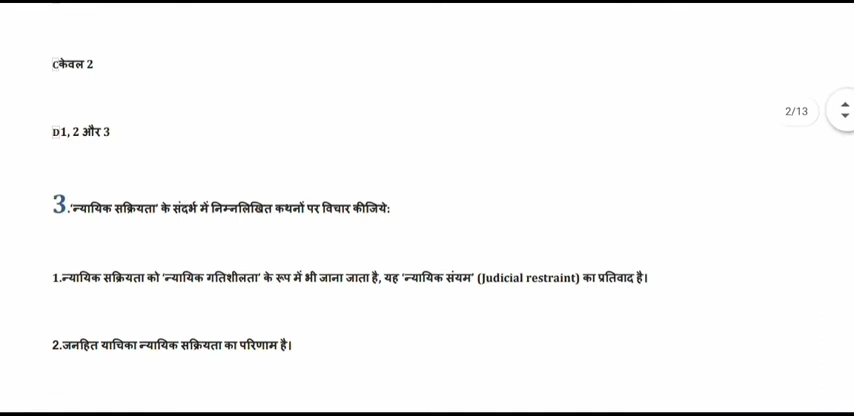 Cकेवल 2
2/13
D1, 2 और 3
3.'न्यायिक सक्रियता' के संदर्भ में निम्नलिखित कथनों पर विचार कीजिये:
1.न्यायिक सक्रियता को 'न्यायिक गतिशीलता' के रूप में भी जाना जाता है, यह 'न्यायिक संयम' (Judicial restraint) का प्रतिवाद है।
2.जनहित याचिका न्यायिक सक्रियता का परिणाम है।